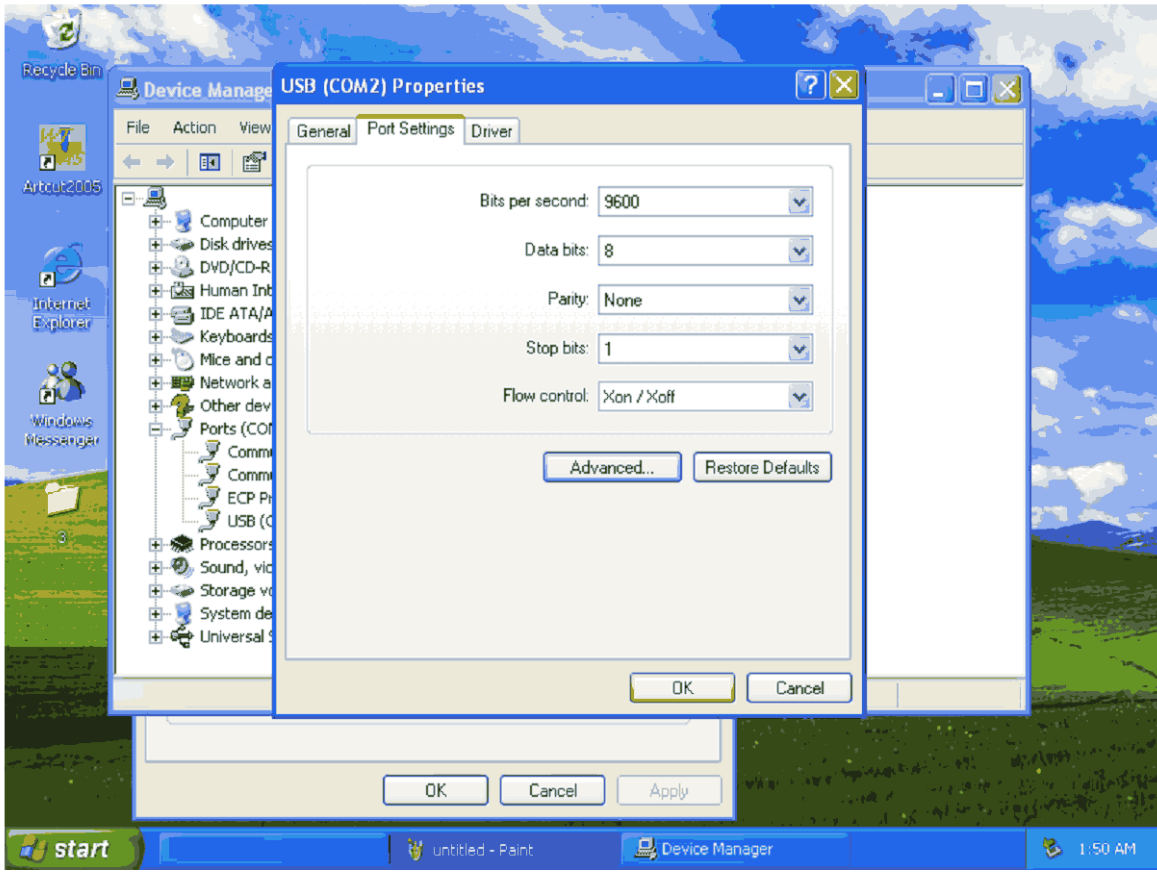 Recycle Bin
Artcut2005
Internet
Explorer
Windows
Messenger
3
Device Manage
File Action View
Computer
Disk drives
DVD/CD-R
Human Int
IDE ATA/A
Keyboards
Mice and o
Network a
Other dev
Ports (CO
Comm
Comm
ECP Pr
USB (C
Processors
Sound, vid
Storage vo
System de
Universal S
USB (COM2) Properties
General Port Settings Driver
Bits per second: 9600
Data bits: 8
Parity: None
Stop bits: 1
Flow control: Xon / Xoff
Advanced... Restore Defaults
OK Cancel
OK Cancel Apply
start untitled - Paint Device Manager 1:50 AM